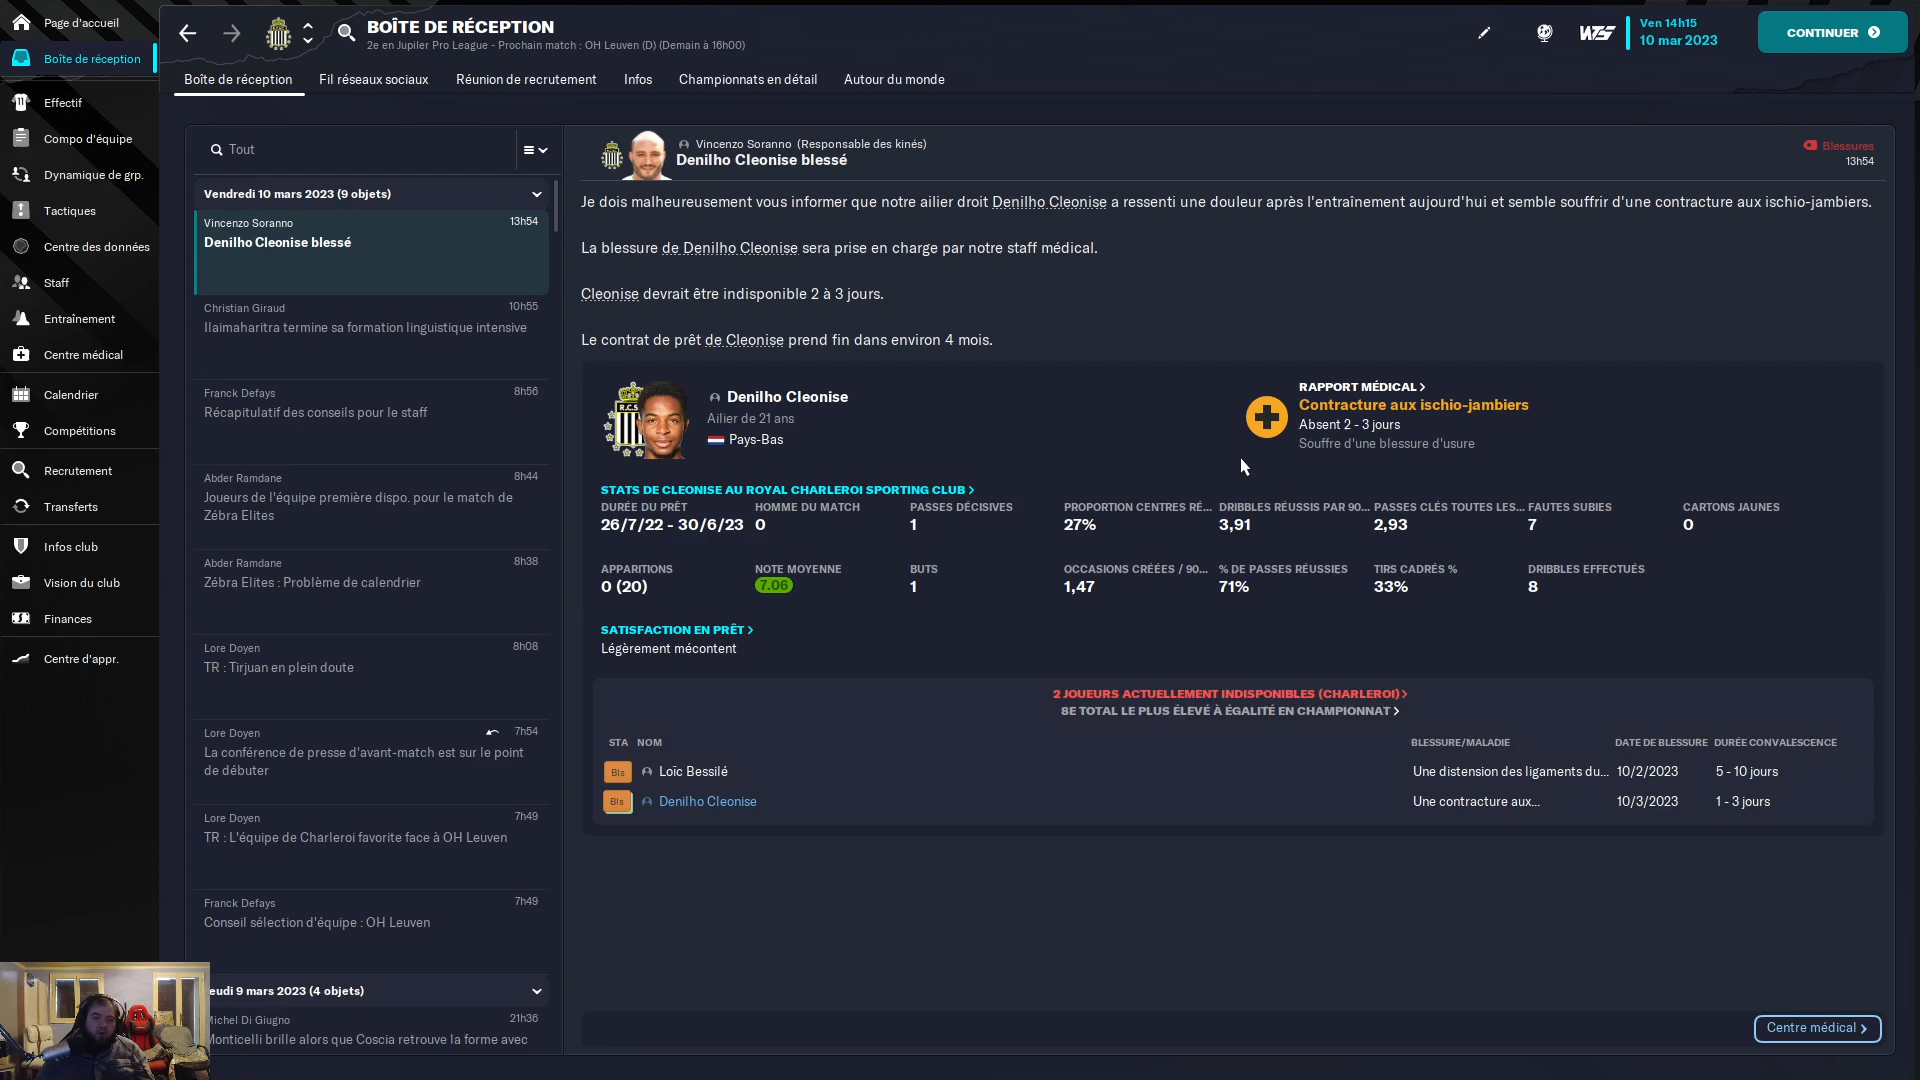 Page d'accueil
Boîte de réception
Effectif
Compo d'équipe
Dynamique de grp.
Tactiques
Centre des données
Staff
Entraînement
Centre médical
Calendrier
Compétitions
Recrutement
Transferts
Infos club
Vision du club
Finances
Centre d'appr.
BOÎTE DE RÉCEPTION
2e en Jupiler Pro League - Prochain match : OH Leuven (D) (Demain à 16h00)
Ven 14h15
10 mar 2023
CONTINUER
Boîte de réception
Fil réseaux sociaux
Réunion de recrutement
Infos
Championnats en détail
Autour du monde
Tout
Vendredi 10 mars 2023 (9 objets)
Vincenzo Soranno 13h54
Denilho Cleonise blessé
Christian Giraud 10h55
Ilaimaharitra termine sa formation linguistique intensive
Franck Defays 8h56
Récapitulatif des conseils pour le staff
Abder Ramdane 8h44
Joueurs de l'équipe première dispo. pour le match de
Zébra Elites
Abder Ramdane 8h38
Zébra Elites : Problème de calendrier
Lore Doyen 8h08
TR : Tirjuan en plein doute
Lore Doyen 7h54
La conférence de presse d'avant-match est sur le point
de débuter
Lore Doyen 7h49
TR : L'équipe de Charleroi favorite face à OH Leuven
Franck Defays 7h49
Conseil sélection d'équipe : OH Leuven
eudi 9 mars 2023 (4 objets)
Michel Di Giugno 21h36
Monticelli brille alors que Coscia retrouve la forme avec
Vincenzo Soranno (Responsable des kinés)
Denilho Cleonise blessé
Blessures
13h54
Je dois malheureusement vous informer que notre ailier droit Denilho Cleonise a ressenti une douleur après l'entraînement aujourd'hui et semble souffrir d'une contracture aux ischio-jambiers.
La blessure de Denilho Cleonise sera prise en charge par notre staff médical.
Cleonise devrait être indisponible 2 à 3 jours.
Le contrat de prêt de Cleonise prend fin dans environ 4 mois.
R.C.S
Denilho Cleonise
Ailier de 21 ans
Pays-Bas
RAPPORT MÉDICAL
Contracture aux ischio-jambiers
Absent 2 - 3 jours
Souffre d'une blessure d'usure
STATS DE CLEONISE AU ROYAL CHARLEROI SPORTING CLUB
DURÉE DU PRÊT HOMME DU MATCH PASSES DÉCISIVES PROPORTION CENTRES RÉ... DRIBBLES RÉUSSIS PAR 90... PASSES CLÉS TOUTES LES... FAUTES SUBIES CARTONS JAUNES
26/7/22 - 30/6/23 0 1 27% 3,91 2,93 7 0
APPARITIONS NOTE MOYENNE BUTS OCCASIONS CRÉÉES / 90... % DE PASSES RÉUSSIES TIRS CADRÉS % DRIBBLES EFFECTUÉS
0 (20) 7.06 1 1,47 71% 33% 8
SATISFACTION EN PRÊT
Légèrement mécontent
2 JOUEURS ACTUELLEMENT INDISPONIBLES (CHARLEROI)
8E TOTAL LE PLUS ÉLEVÉ À ÉGALITÉ EN CHAMPIONNAT
STA NOM BLESSURE/MALADIE DATE DE BLESSURE DURÉE CONVALESCENCE
Bls Loïc Bessilé Une distension des ligaments du... 10/2/2023 5 - 10 jours
Bls Denilho Cleonise Une contracture aux... 10/3/2023 1 - 3 jours
Centre médical